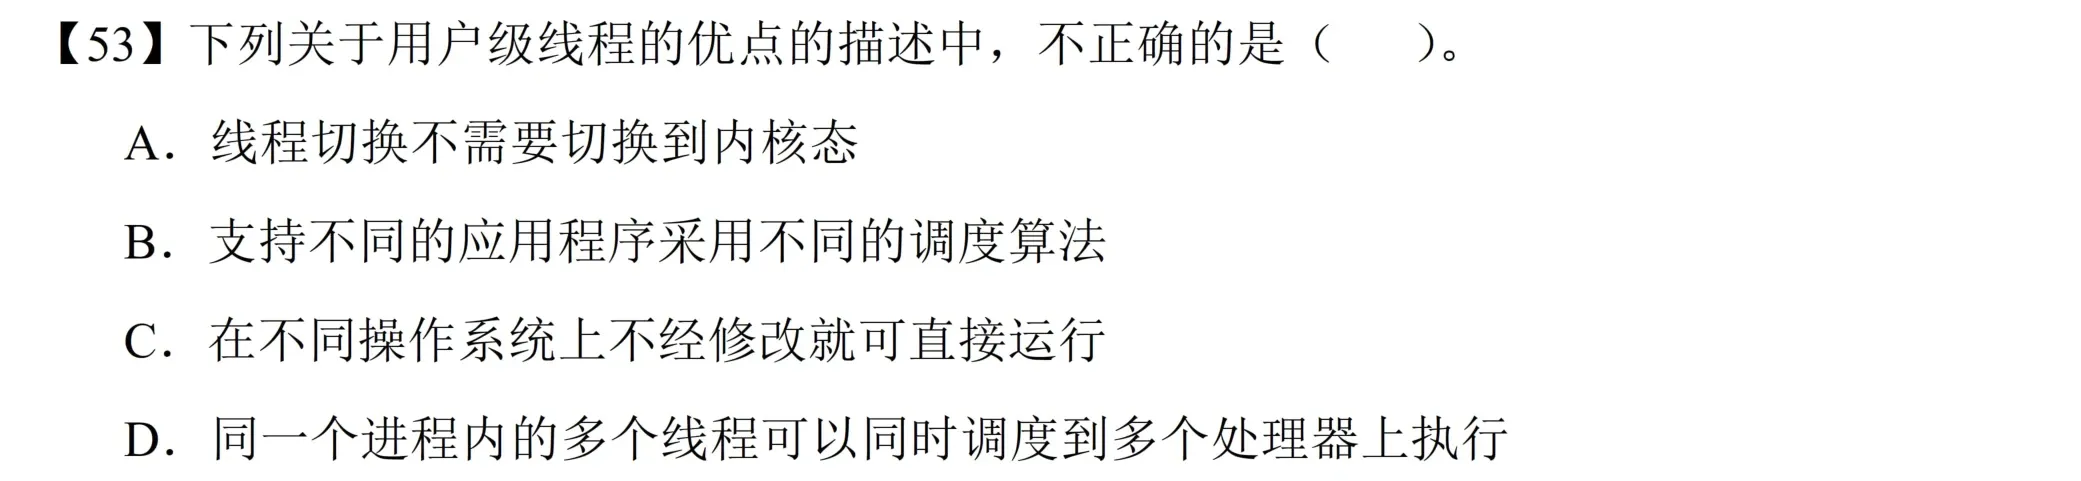 【53】下列关于用户级线程的优点的描述中，不正确的是（　　）。
A．线程切换不需要切换到内核态
B．支持不同的应用程序采用不同的调度算法
C．在不同操作系统上不经修改就可直接运行
D．同一个进程内的多个线程可以同时调度到多个处理器上执行